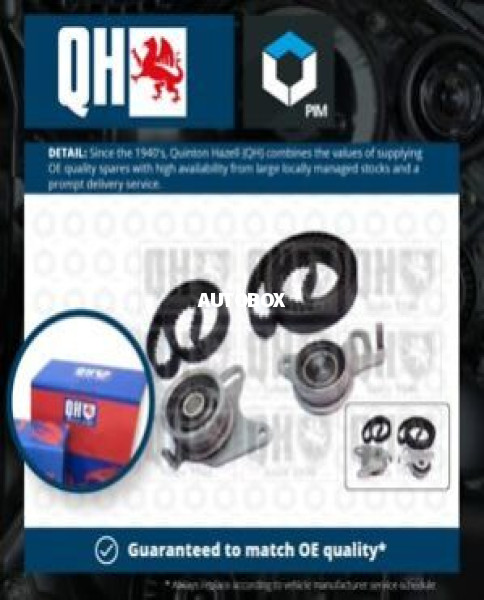 QH
PIM
DETAIL: Since the 1940's, Quinton Hazell (QH) combines the values of supplying
OE quality spares with high availability from large locally managed stocks and a
prompt delivery service.
AUTOBOX
QH
Guaranteed to match OE quality*
* Always replace according to vehicle manufacturer service schedule